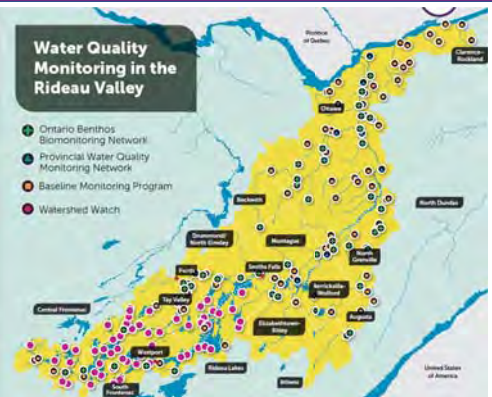 Water Quality
Monitoring in the
Rideau Valley
Ontario Benthos
Biomonitoring Network
Provincial Water Quality
Monitoring Network
Baseline Monitoring Program
Watershed Watch
Province
of Quebec
Clarence-
Rockland
Ottawa
Beckwith
North Dundas
Drummond/
North Elmsley
Montague
North
Grenville
Perth
Smiths Falls
Merrickville-
Wolford
Tay Valley
Central Frontenac
Augusta
Elizabethtown-
Kitley
Westport
Rideau Lakes
South
Frontenac
Athens
United States
of America